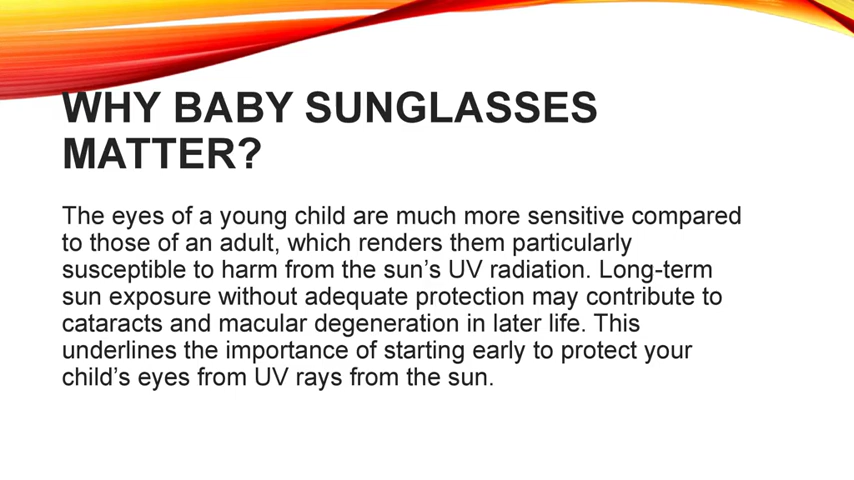 WHY BABY SUNGLASSES
MATTER?
The eyes of a young child are much more sensitive compared
to those of an adult, which renders them particularly
susceptible to harm from the sun’s UV radiation. Long-term
sun exposure without adequate protection may contribute to
cataracts and macular degeneration in later life. This
underlines the importance of starting early to protect your
child’s eyes from UV rays from the sun.